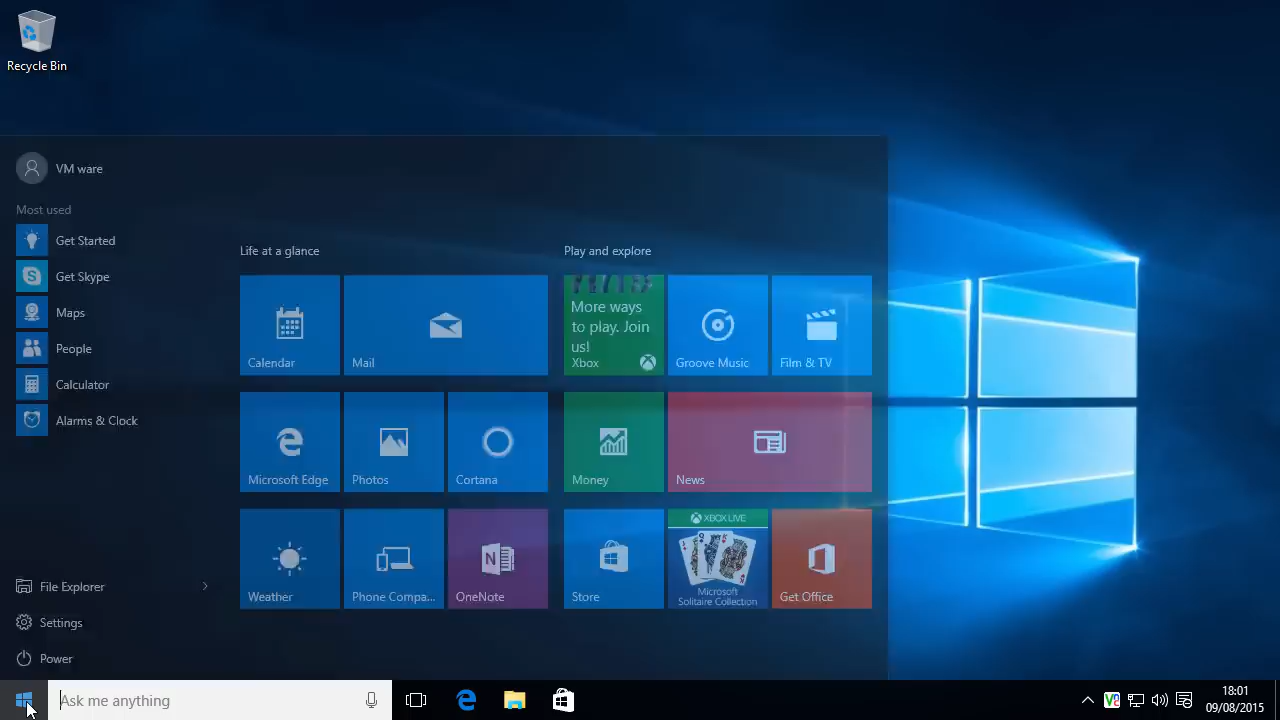 Recycle Bin
VM ware
Most used
Get Started
Get Skype
Maps
People
Calculator
Alarms & Clock
File Explorer
Settings
Power
Life at a glance
Calendar
Mail
Microsoft Edge
Photos
Cortana
Weather
Phone Compa...
OneNote
Play and explore
More ways
to play. Join
us!
Xbox
Groove Music
Film & TV
Money
News
Store
XBOX LIVE
Microsoft
Solitaire Collection
Get Office
Ask me anything
18:01
09/08/2015